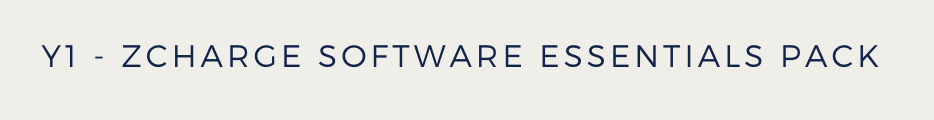 Y1 - ZCHARGE SOFTWARE ESSENTIALS PACK